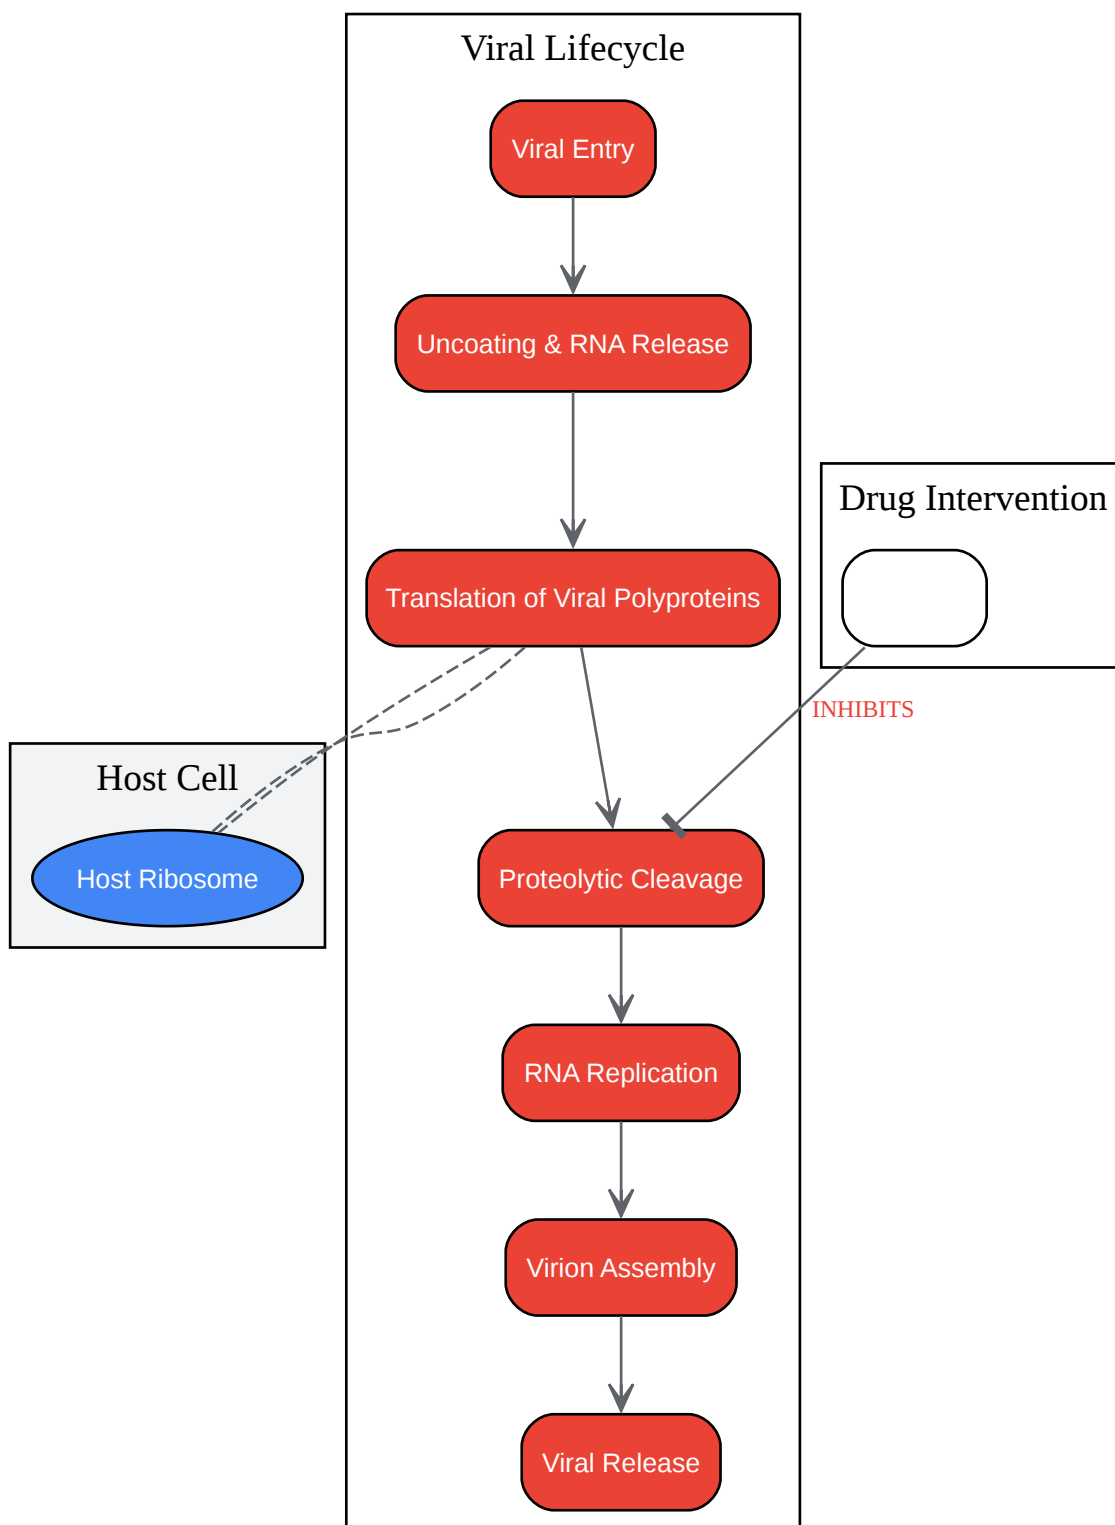 Viral Lifecycle
Viral Entry
Uncoating & RNA Release
Drug Intervention
Translation of Viral Polyproteins
INHIBITS
Host Cell
Host Ribosome
Proteolytic Cleavage
RNA Replication
Virion Assembly
Viral Release